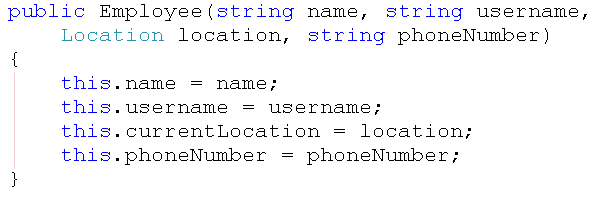 public Employee(string name, string username,
    Location location, string phoneNumber)
{
    this.name = name;
    this.username = username;
    this.currentLocation = location;
    this.phoneNumber = phoneNumber;
}